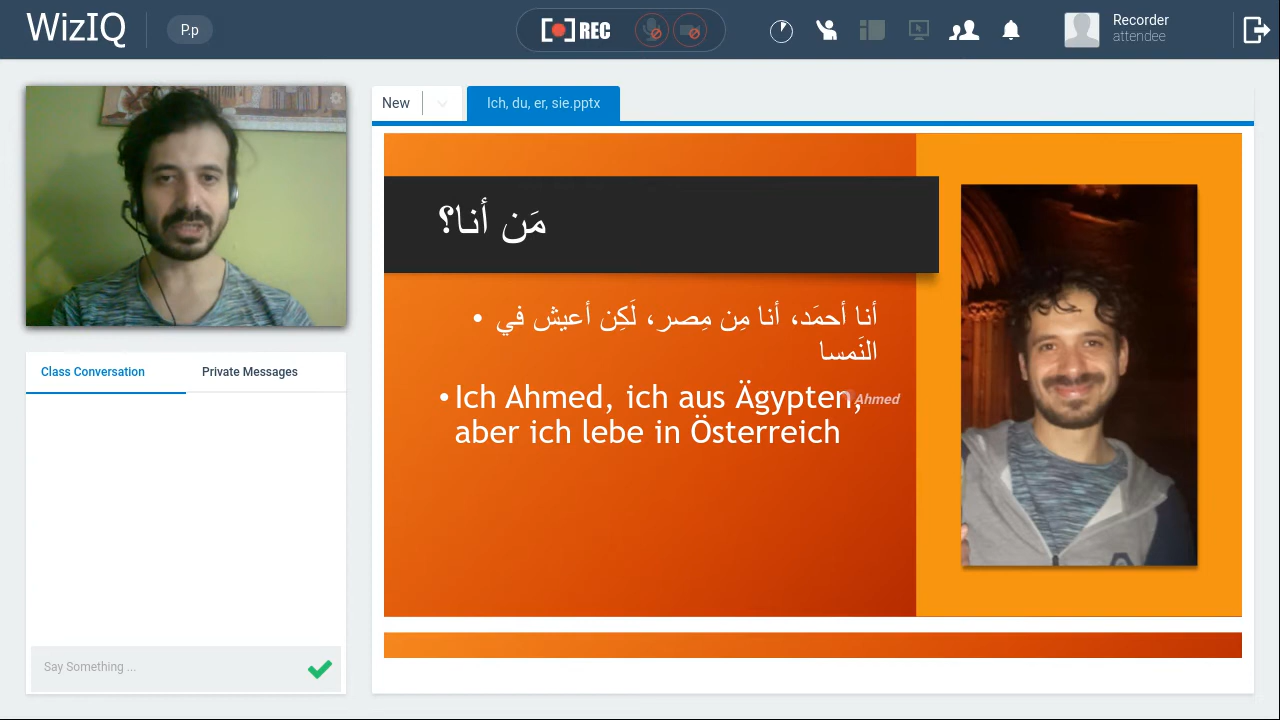 WizIQ
P.p
REC
Recorder
attendee
New
Ich, du, er, sie.pptx
مَن أنا؟
أنا أحمَد، أنا مِن مِصر، لَكِن أعيش في
النَمسا
Ich Ahmed, ich aus Ägypten,
aber ich lebe in Österreich
Ahmed
Class Conversation
Private Messages
Say Something ...